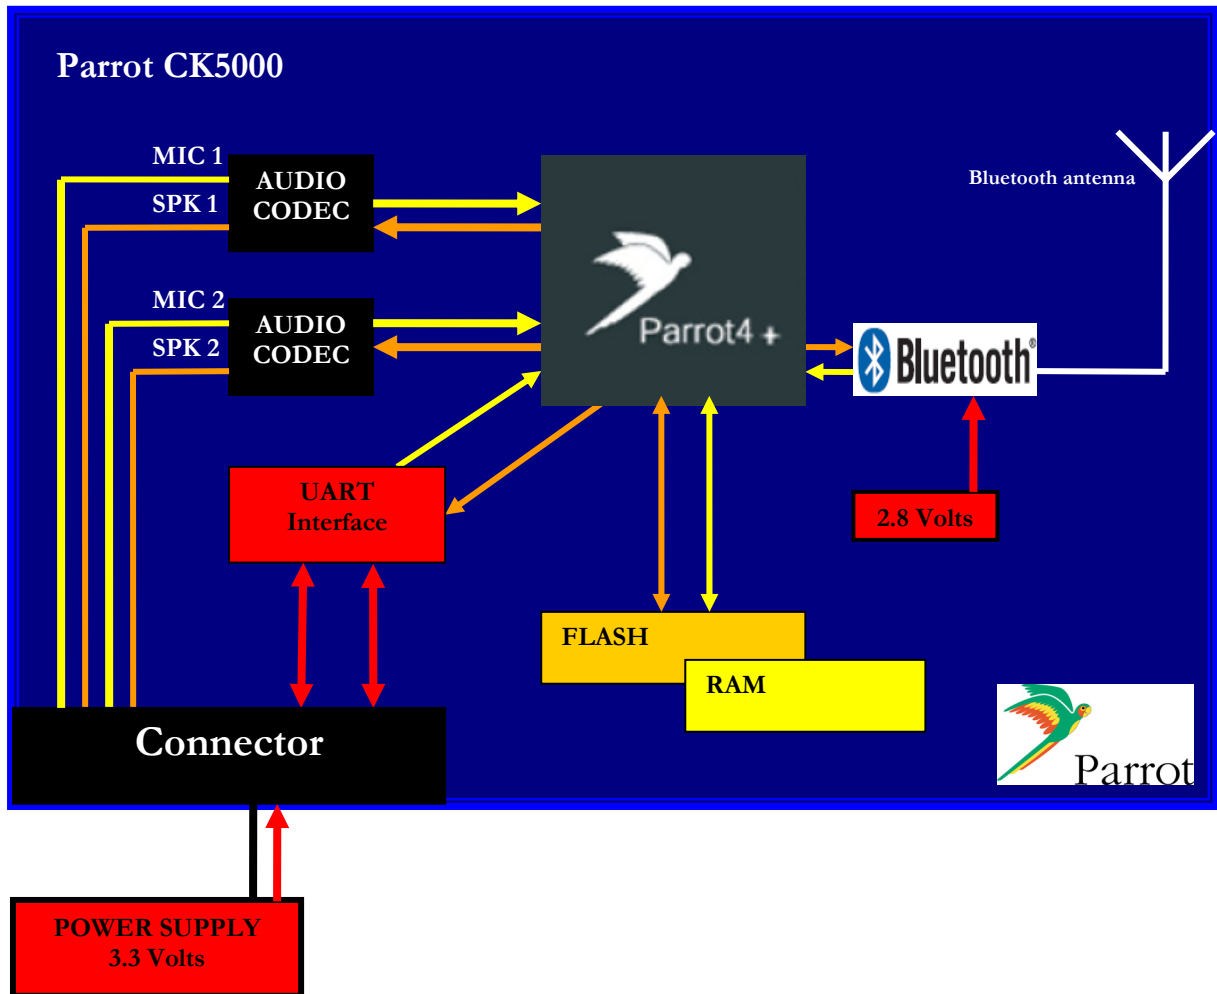 Parrot CK5000
MIC 1
SPK 1
AUDIO
CODEC
Bluetooth antenna
MIC 2
SPK 2
AUDIO
CODEC
Parrot4 +
Bluetooth®
UART
Interface
2.8 Volts
FLASH
RAM
Connector
Parrot
POWER SUPPLY
3.3 Volts